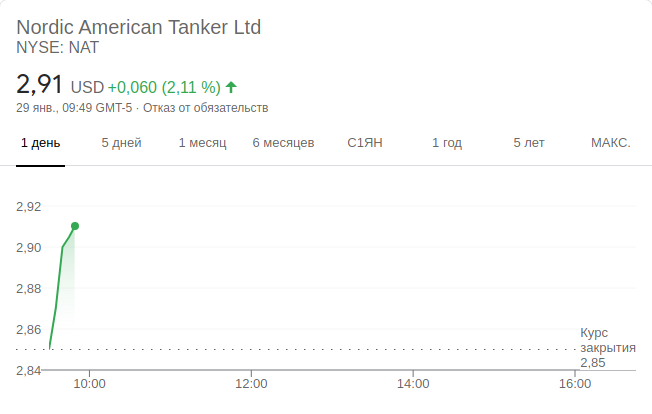 Nordic American Tanker Ltd
NYSE: NAT
2,91 USD +0,060 (2,11 %)
29 янв., 09:49 GMT-5 · Отказ от обязательств
1 день 5 дней 1 месяц 6 месяцев С1ЯН 1 год 5 лет МАКС.
2,92
2,90
2,88
2,86
2,84
Курс
закрытия
2,85
10:00 12:00 14:00 16:00